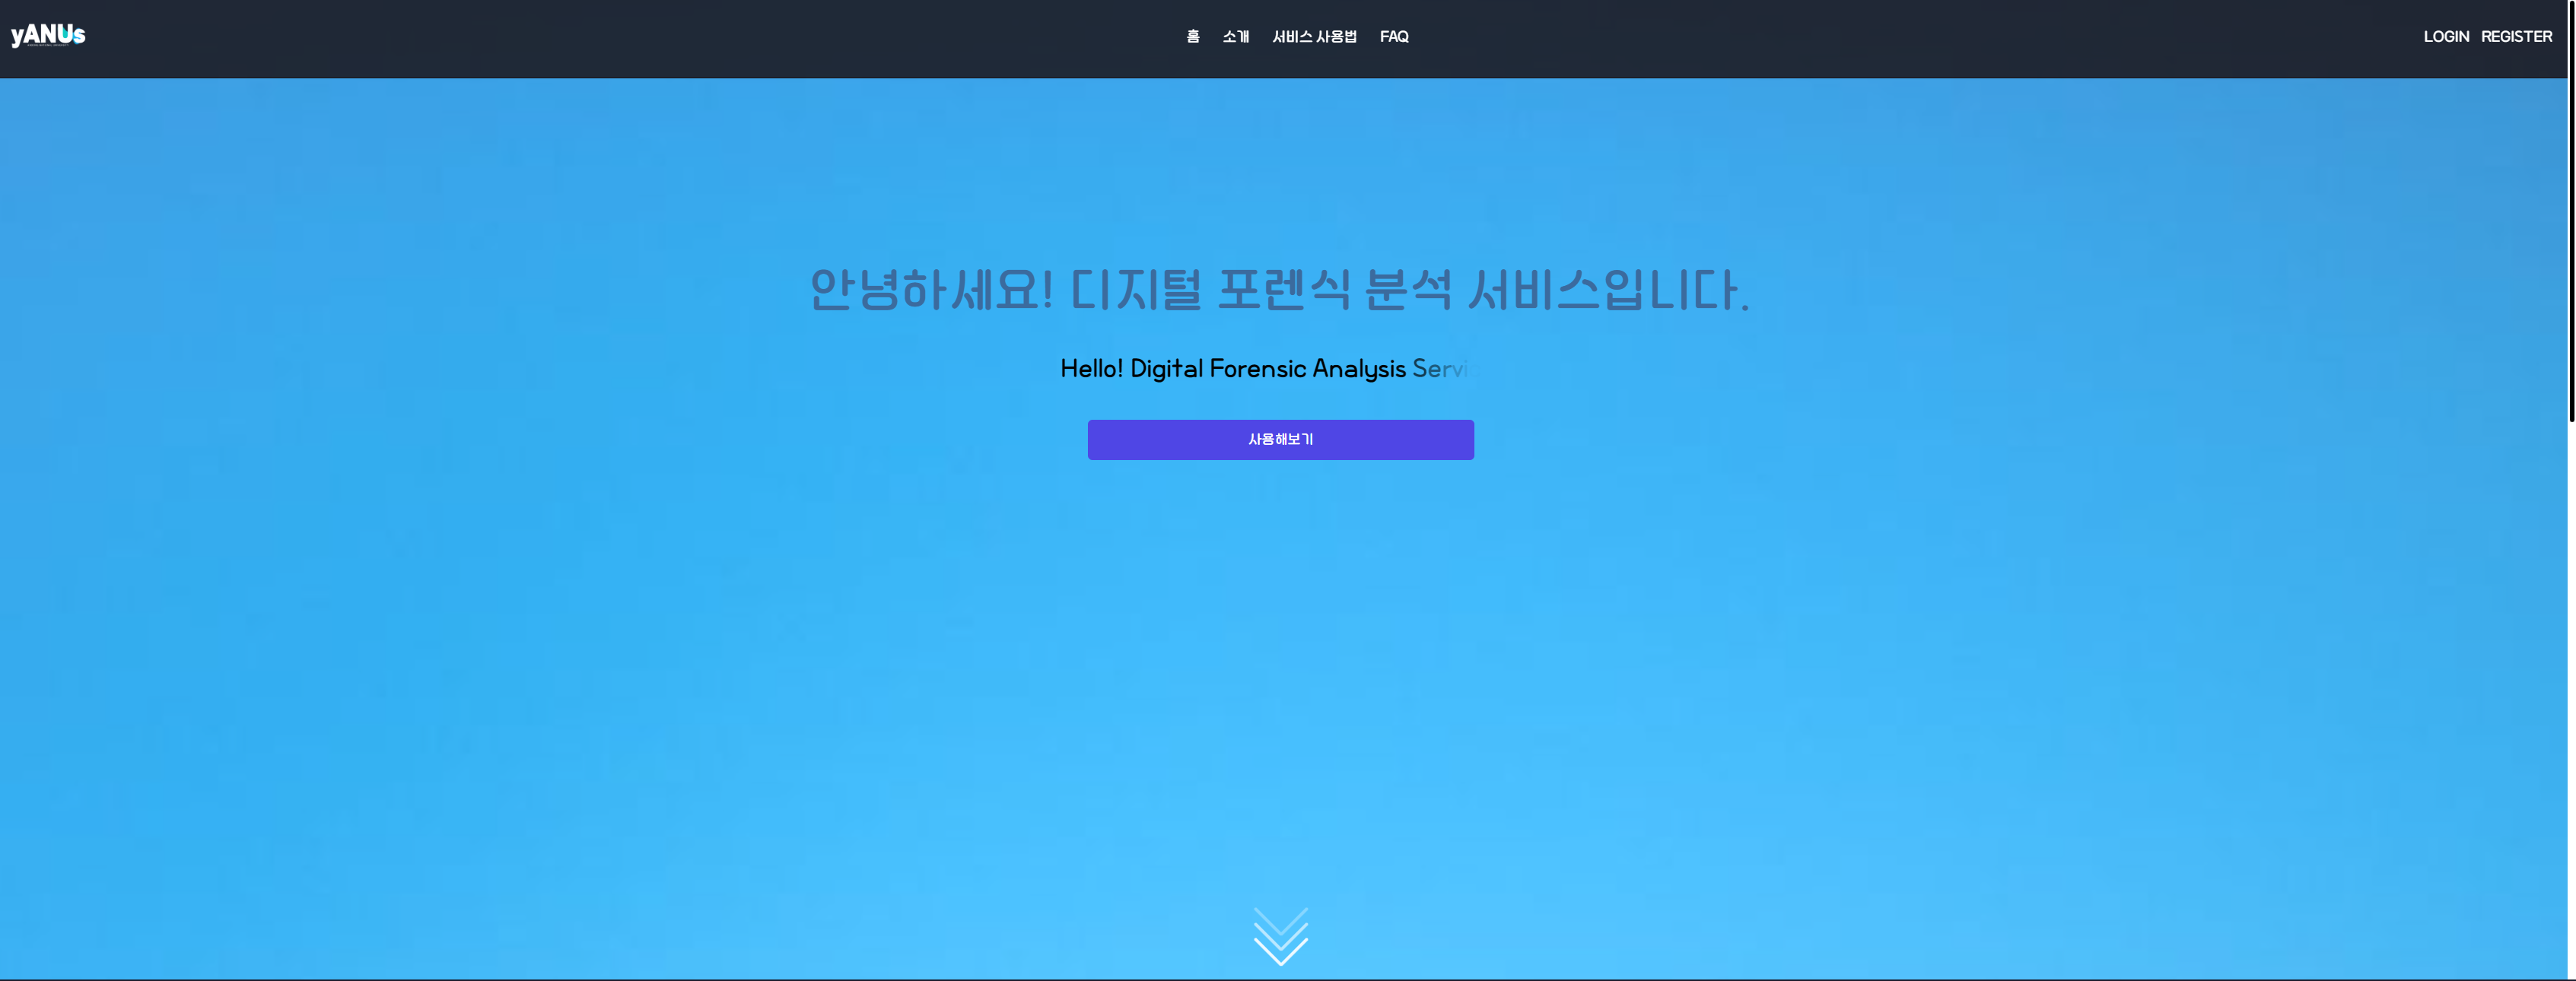 yANUs
홈 소개 서비스 사용법 FAQ
LOGIN REGISTER
안녕하세요! 디지털 포렌식 분석 서비스입니다.
Hello! Digital Forensic Analysis Servi
사용해보기